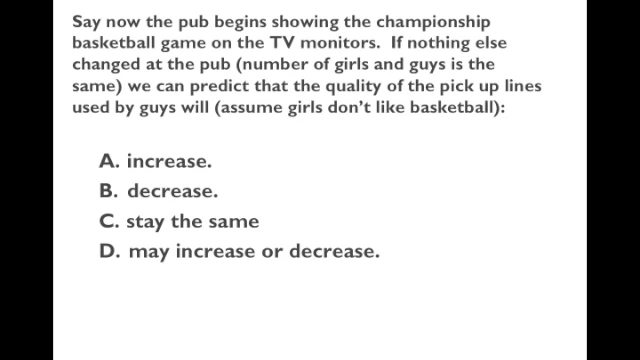 Say now the pub begins showing the championship
basketball game on the TV monitors.  If nothing else
changed at the pub (number of girls and guys is the
same) we can predict that the quality of the pick up lines
used by guys will (assume girls don't like basketball):
A. increase.
B. decrease.
C. stay the same
D. may increase or decrease.